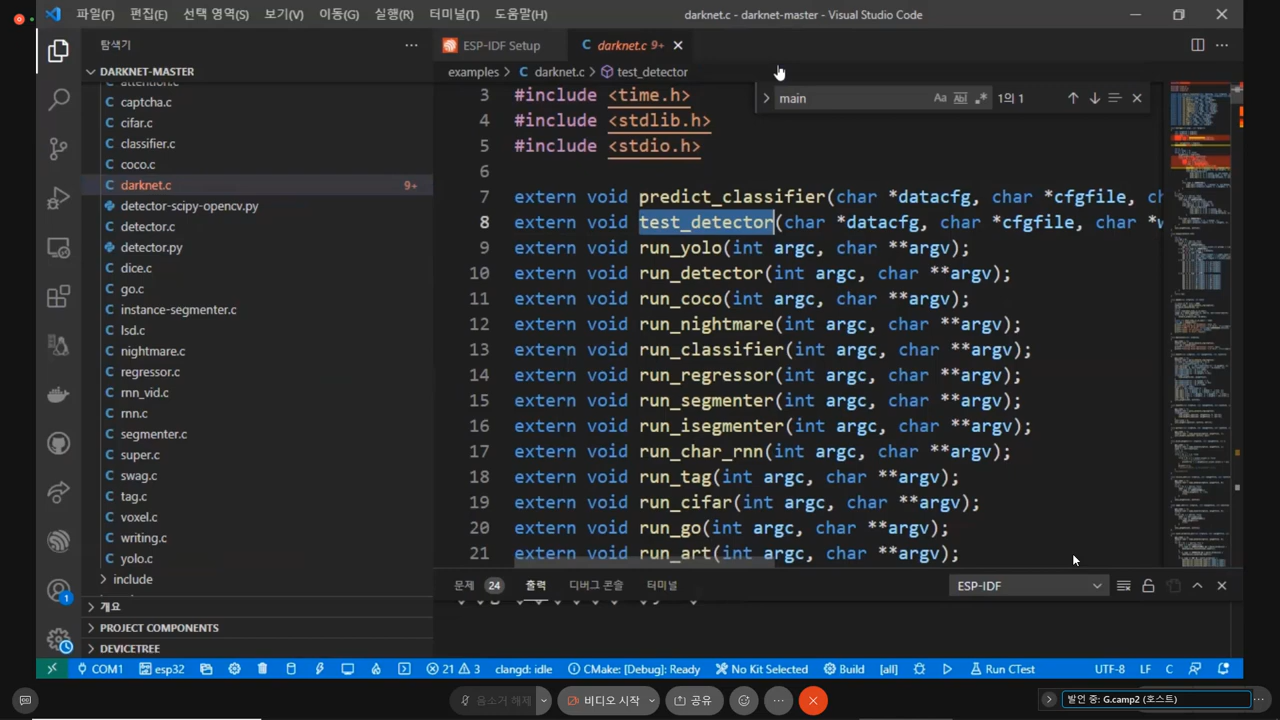 파일(F) 편집(E) 선택 영역(S) 보기(V) 이동(G) 실행(R) 터미널(T) 도움말(H) darknet.c - darknet-master - Visual Studio Code
탐색기
DARKNET-MASTER
attention.c
captcha.c
cifar.c
classifier.c
coco.c
darknet.c 9+
detector-scipy-opencv.py
detector.c
detector.py
dice.c
go.c
instance-segmenter.c
lsd.c
nightmare.c
regressor.c
rnn_vid.c
rnn.c
segmenter.c
super.c
swag.c
tag.c
voxel.c
writing.c
yolo.c
include
개요
PROJECT COMPONENTS
DEVICETREE
1
ESP-IDF Setup
darknet.c 9+
examples > darknet.c > test_detector
main
Aa
ab
1의 1
3 #include <time.h>
4 #include <stdlib.h>
5 #include <stdio.h>
6
7 extern void predict_classifier(char *datacfg, char *cfgfile, ch
8 extern void test_detector(char *datacfg, char *cfgfile, char *w
9 extern void run_yolo(int argc, char **argv);
10 extern void run_detector(int argc, char **argv);
11 extern void run_coco(int argc, char **argv);
12 extern void run_nightmare(int argc, char **argv);
13 extern void run_classifier(int argc, char **argv);
14 extern void run_regressor(int argc, char **argv);
15 extern void run_segmenter(int argc, char **argv);
16 extern void run_isegmenter(int argc, char **argv);
17 extern void run_char_rnn(int argc, char **argv);
18 extern void run_tag(int argc, char **argv);
19 extern void run_cifar(int argc, char **argv);
20 extern void run_go(int argc, char **argv);
21 extern void run_art(int argc, char **argv);
문제 24 출력 디버그 콘솔 터미널
ESP-IDF
COM1 esp32 21 3 clangd: idle CMake: [Debug]: Ready No Kit Selected Build [all] Run CTest UTF-8 LF C
음소거 해제 비디오 시작 공유
발언 중: G.camp2 (호스트)